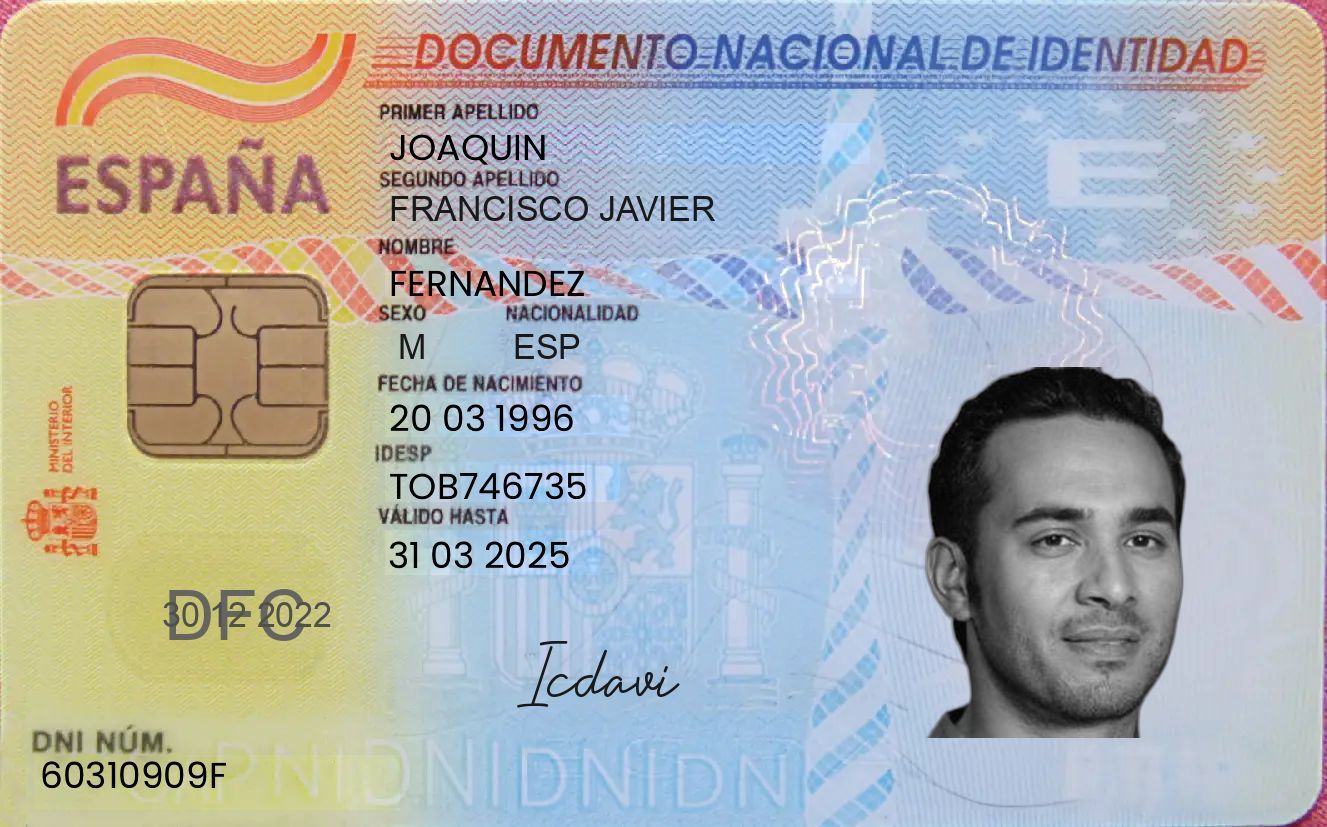 DOCUMENTO NACIONAL DE IDENTIDAD
ESPAÑA
PRIMER APELLIDO
JOAQUIN
SEGUNDO APELLIDO
FRANCISCO JAVIER
NOMBRE
FERNANDEZ
SEXO NACIONALIDAD
M ESP
FECHA DE NACIMIENTO
20 03 1996
IDESP
TOB746735
VÁLIDO HASTA
31 03 2025
MINISTERIO
DEL INTERIOR
E
DFC
30 12 2022
Icdavi
DNI NÚM.
60310909F
DNIDNIDNIDN